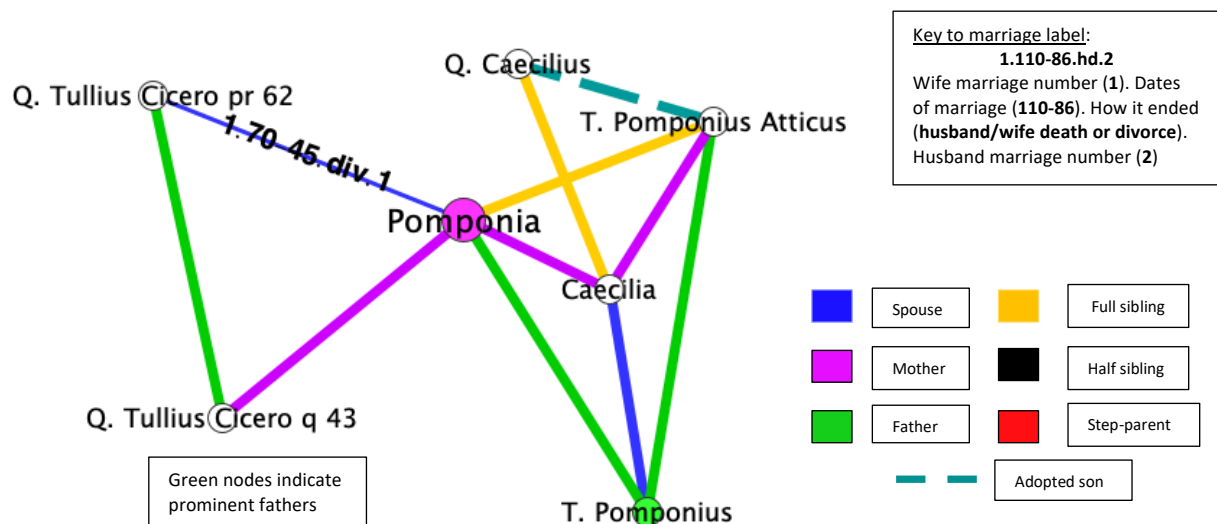 Key to marriage label:
1.110-86.hd.2
Wife marriage number (1). Dates
of marriage (110-86). How it ended
(husband/wife death or divorce).
Husband marriage number (2)
Q. Caecilius
Q. Tullius Cicero pr 62
T. Pomponius Atticus
1.70-45.div.1
Pomponia
Caecilia
Q. Tullius Cicero q 43
T. Pomponius
Spouse
Full sibling
Mother
Half sibling
Father
Step-parent
Adopted son
Green nodes indicate
prominent fathers